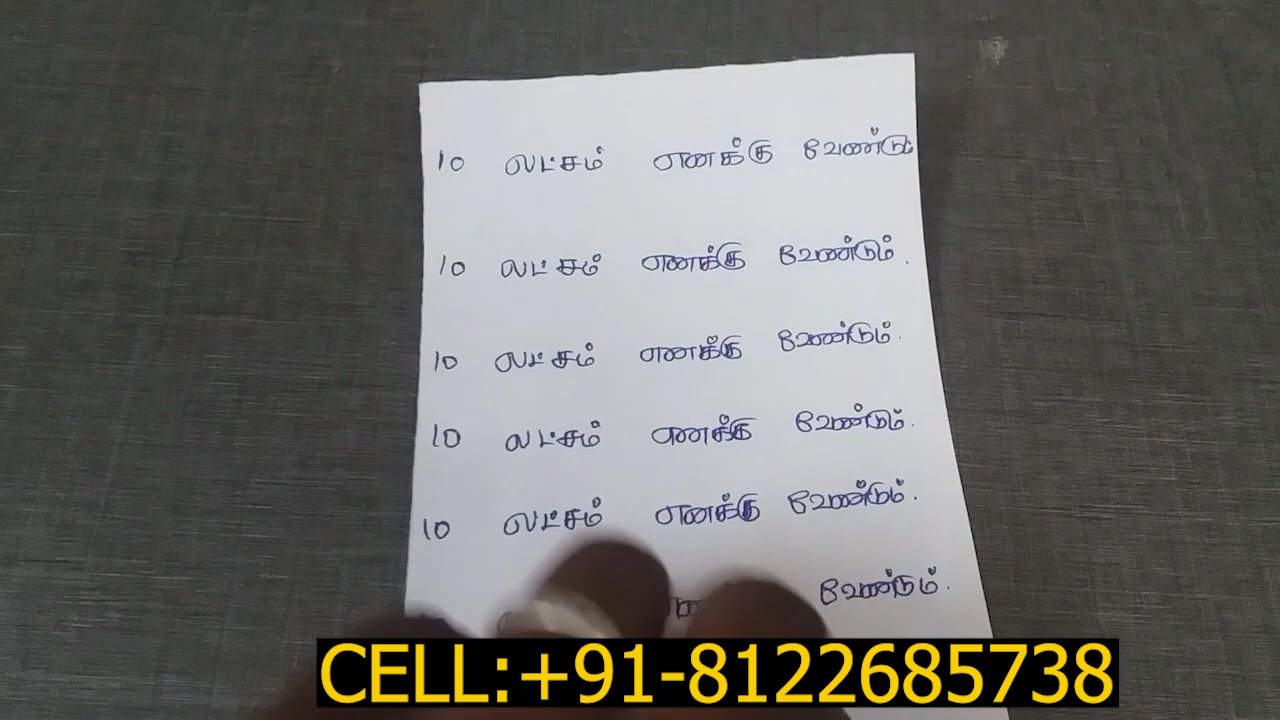 10 லட்சம் எனக்கு வேண்டும்
10 லட்சம் எனக்கு வேண்டும்.
10 லட்சம் எனக்கு வேண்டும்.
10 லட்சம் எனக்கு வேண்டும்.
10 லட்சம் எனக்கு வேண்டும்.
வேண்டும்.
CELL:+91-8122685738